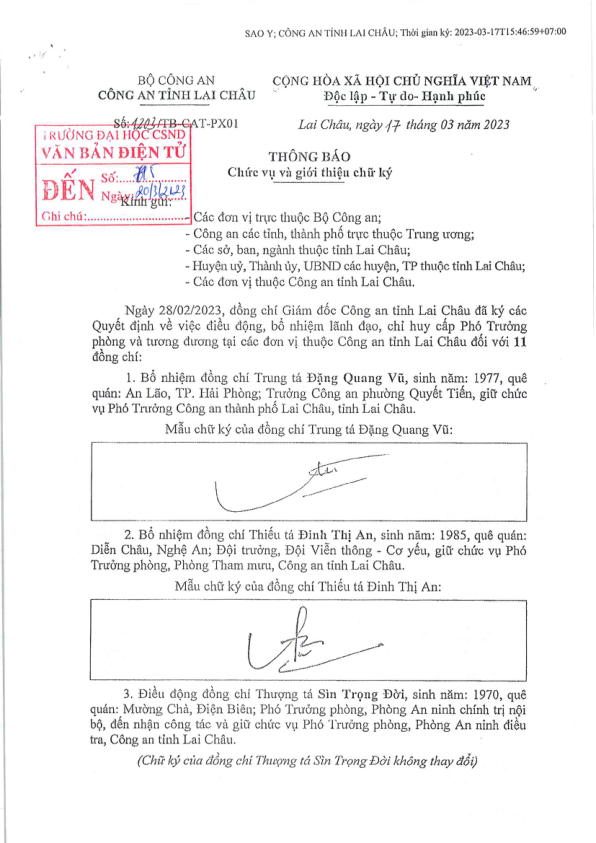 SAO Y; CÔNG AN TỈNH LAI CHÂU; Thời gian ký: 2023-03-17T15:46:59+07:00
BỘ CÔNG AN
CÔNG AN TỈNH LAI CHÂU
CỘNG HÒA XÃ HỘI CHỦ NGHĨA VIỆT NAM
Độc lập - Tự do- Hạnh phúc
Số:1203/TB-CAT-PX01
Lai Châu, ngày 17 tháng 03 năm 2023
TRƯỜNG ĐẠI HỌC CSND
VĂN BẢN ĐIỆN TỬ
ĐẾN
Số:
Ngày: 20/3/2023
Ghi chú:
THÔNG BÁO
Chức vụ và giới thiệu chữ ký
Kính gửi:
- Các đơn vị trực thuộc Bộ Công an;
- Công an các tỉnh, thành phố trực thuộc Trung ương;
- Các sở, ban, ngành thuộc tỉnh Lai Châu;
- Huyện uỷ, Thành ủy, UBND các huyện, TP thuộc tỉnh Lai Châu;
- Các đơn vị thuộc Công an tỉnh Lai Châu.
Ngày 28/02/2023, đồng chí Giám đốc Công an tỉnh Lai Châu đã ký các
Quyết định về việc điều động, bổ nhiệm lãnh đạo, chỉ huy cấp Phó Trưởng
phòng và tương đương tại các đơn vị thuộc Công an tỉnh Lai Châu đối với 11
đồng chí:
1. Bổ nhiệm đồng chí Trung tá Đặng Quang Vũ, sinh năm: 1977, quê
quán: An Lão, TP. Hải Phòng; Trưởng Công an phường Quyết Tiến, giữ chức
vụ Phó Trưởng Công an thành phố Lai Châu, tỉnh Lai Châu.
Mẫu chữ ký của đồng chí Trung tá Đặng Quang Vũ:
2. Bổ nhiệm đồng chí Thiếu tá Đinh Thị An, sinh năm: 1985, quê quán:
Diễn Châu, Nghệ An; Đội trưởng, Đội Viễn thông - Cơ yếu, giữ chức vụ Phó
Trưởng phòng, Phòng Tham mưu, Công an tỉnh Lai Châu.
Mẫu chữ ký của đồng chí Thiếu tá Đinh Thị An:
3. Điều động đồng chí Thượng tá Sìn Trọng Đời, sinh năm: 1970, quê
quán: Mường Chà, Điện Biên; Phó Trưởng phòng, Phòng An ninh chính trị nội
bộ, đến nhận công tác và giữ chức vụ Phó Trưởng phòng, Phòng An ninh điều
tra, Công an tỉnh Lai Châu.
(Chữ ký của đồng chí Thượng tá Sìn Trọng Đời không thay đổi)